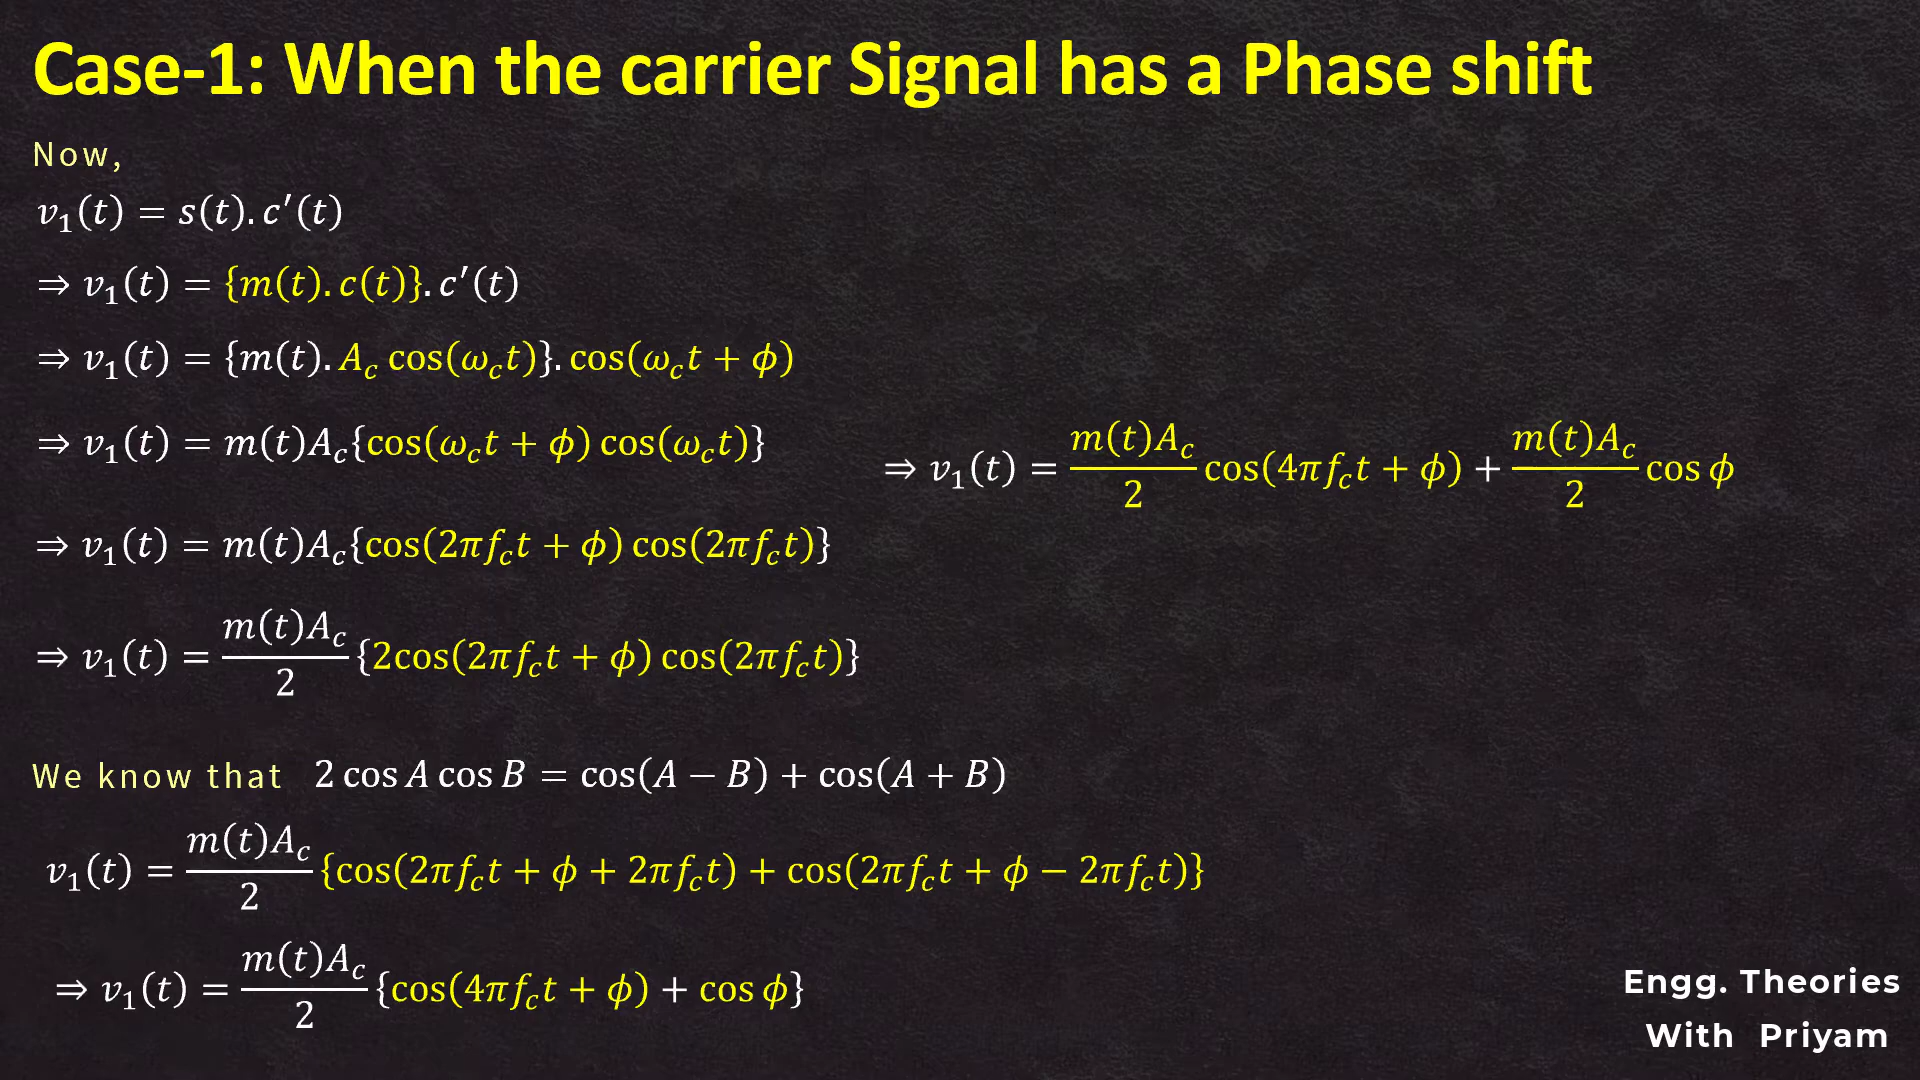 Case-1: When the carrier Signal has a Phase shift
Now,
v₁(t) = s(t). c′(t)
⇒ v₁(t) = {m(t). c(t)}. c′(t)
⇒ v₁(t) = {m(t). A_c cos(ω_c t)}. cos(ω_c t + ϕ)
⇒ v₁(t) = m(t)A_c{cos(ω_c t + ϕ) cos(ω_c t)}
⇒ v₁(t) = m(t)A_c{cos(2πf_c t + ϕ) cos(2πf_c t)}
⇒ v₁(t) = m(t)A_c/2 {2cos(2πf_c t + ϕ) cos(2πf_c t)}
We know that 2 cos A cos B = cos(A − B) + cos(A + B)
v₁(t) = m(t)A_c/2 {cos(2πf_c t + ϕ + 2πf_c t) + cos(2πf_c t + ϕ − 2πf_c t)}
⇒ v₁(t) = m(t)A_c/2 {cos(4πf_c t + ϕ) + cos ϕ}
⇒ v₁(t) = m(t)A_c/2 cos(4πf_c t + ϕ) + m(t)A_c/2 cos ϕ
Engg. Theories
With Priyam